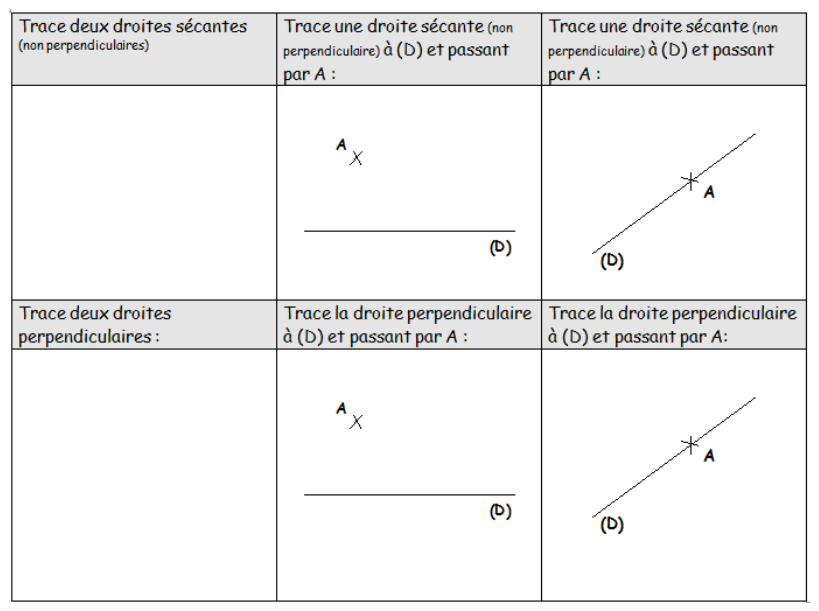 Trace deux droites sécantes
(non perpendiculaires)
Trace une droite sécante (non
perpendiculaire) à (D) et passant
par A :
Trace une droite sécante (non
perpendiculaire) à (D) et passant
par A :
A
(D)
A
(D)
Trace deux droites
perpendiculaires :
Trace la droite perpendiculaire
à (D) et passant par A :
Trace la droite perpendiculaire
à (D) et passant par A:
A
(D)
A
(D)